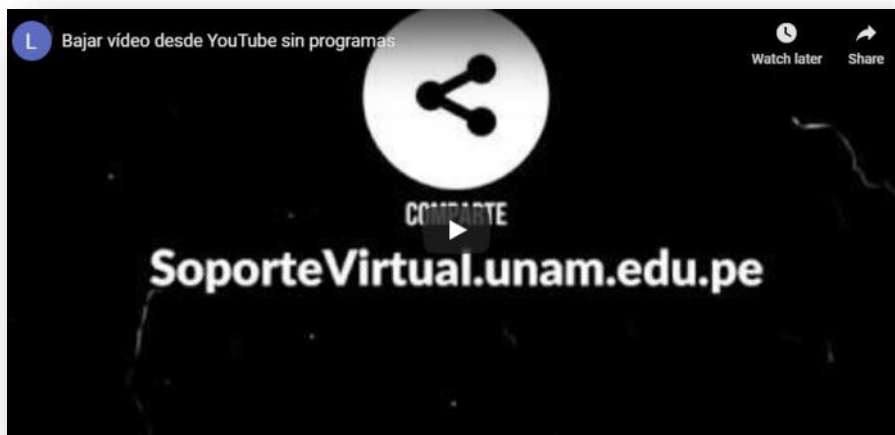 L
Bajar vídeo desde YouTube sin programas
Watch later
Share
COMPARTE
SoporteVirtual.unam.edu.pe